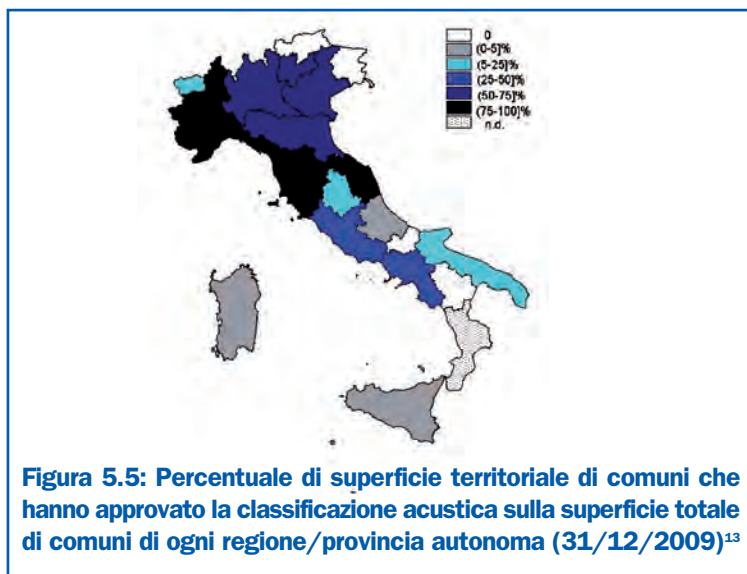 0
(0-5]%
(5-25]%
(25-50]%
(50-75]%
(75-100]%
n.d.
Figura 5.5: Percentuale di superficie territoriale di comuni che
hanno approvato la classificazione acustica sulla superficie totale
di comuni di ogni regione/provincia autonoma (31/12/2009)¹³